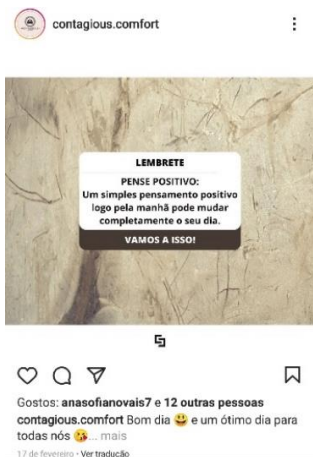 contagious.comfort
LEMBRETE
PENSE POSITIVO:
Um simples pensamento positivo
logo pela manhã pode mudar
completamente o seu dia.
VAMOS A ISSO!
Gostos: anasofianovais7 e 12 outras pessoas
contagious.comfort Bom dia 😃 e um ótimo dia para
todas nós 😘... mais
17 de fevereiro • Ver tradução